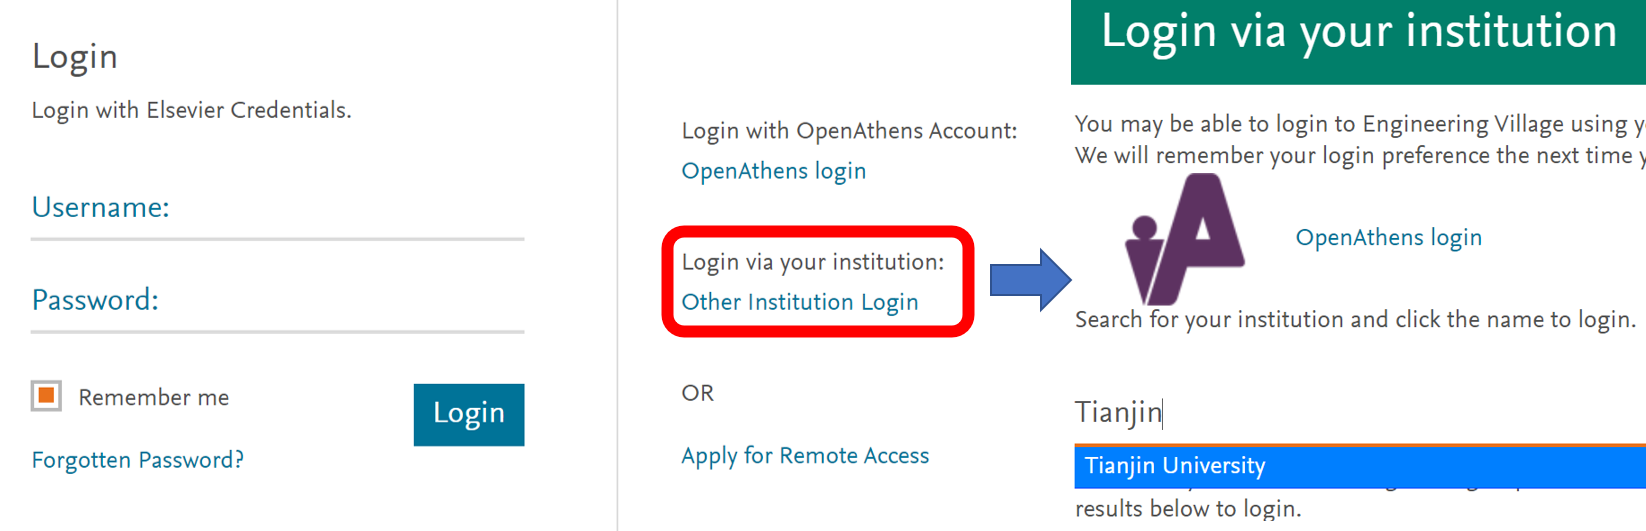 Login
Login with Elsevier Credentials.
Username:
Password:
Remember me
Login
Forgotten Password?
Login with OpenAthens Account:
OpenAthens login
Login via your institution:
Other Institution Login
OR
Apply for Remote Access
Login via your institution
You may be able to login to Engineering Village using
We will remember your login preference the next time
OpenAthens login
Search for your institution and click the name to login.
Tianjin
Tianjin University
results below to login.